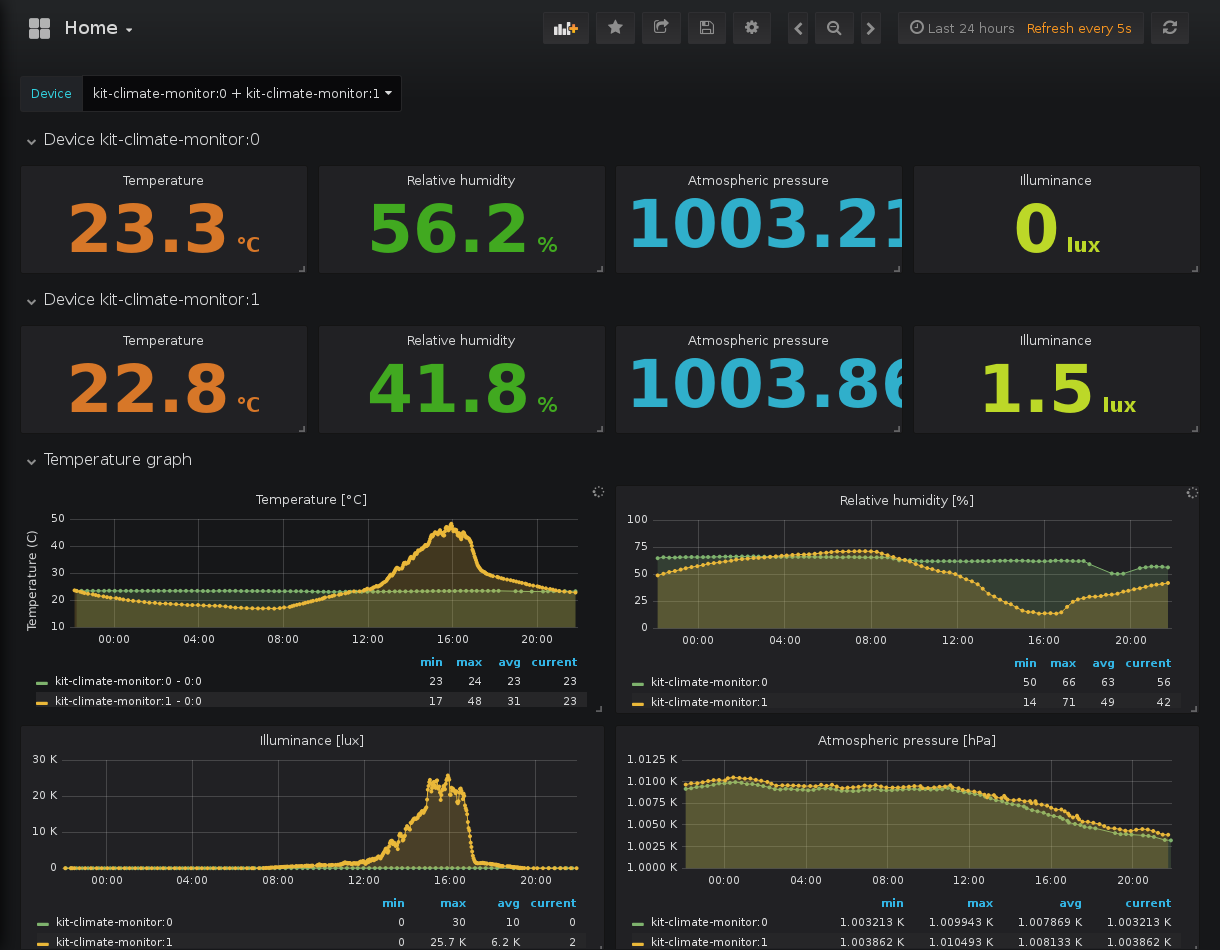 Home
Last 24 hours Refresh every 5s
Device kit-climate-monitor:0 + kit-climate-monitor:1
Device kit-climate-monitor:0
Temperature Relative humidity Atmospheric pressure Illuminance
23.3 °C 56.2 % 1003.21 0 lux
Device kit-climate-monitor:1
Temperature Relative humidity Atmospheric pressure Illuminance
22.8 °C 41.8 % 1003.86 1.5 lux
Temperature graph
Temperature [°C]
Temperature (C)
50
40
30
20
10
00:00 04:00 08:00 12:00 16:00 20:00
min max avg current
kit-climate-monitor:0 - 0:0 23 24 23 23
kit-climate-monitor:1 - 0:0 17 48 31 23
Relative humidity [%]
100
75
50
25
0
00:00 04:00 08:00 12:00 16:00 20:00
min max avg current
kit-climate-monitor:0 50 66 63 56
kit-climate-monitor:1 14 71 49 42
Illuminance [lux]
30 K
20 K
10 K
0
00:00 04:00 08:00 12:00 16:00 20:00
min max avg current
kit-climate-monitor:0 0 30 10 0
kit-climate-monitor:1 0 25.7 K 6.2 K 2
Atmospheric pressure [hPa]
1.0125 K
1.0100 K
1.0075 K
1.0050 K
1.0025 K
1.0000 K
00:00 04:00 08:00 12:00 16:00 20:00
min max avg current
kit-climate-monitor:0 1.003213 K 1.009943 K 1.007869 K 1.003213 K
kit-climate-monitor:1 1.003862 K 1.010493 K 1.008133 K 1.003862 K